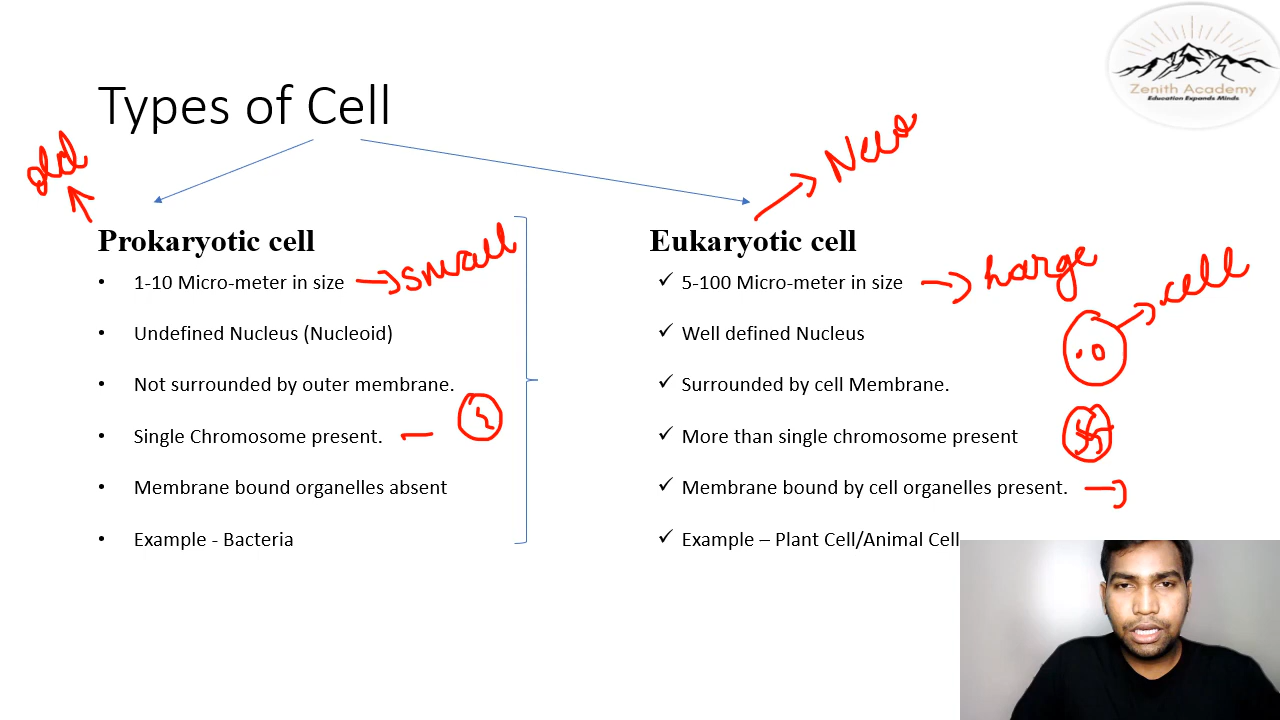 Zenith Academy
Education Expands Minds
Types of Cell
old
New
Prokaryotic cell
• 1-10 Micro-meter in size
small
• Undefined Nucleus (Nucleoid)
• Not surrounded by outer membrane.
• Single Chromosome present.
• Membrane bound organelles absent
• Example - Bacteria
Eukaryotic cell
✓ 5-100 Micro-meter in size
Large
cell
✓ Well defined Nucleus
✓ Surrounded by cell Membrane.
✓ More than single chromosome present
✓ Membrane bound by cell organelles present.
✓ Example – Plant Cell/Animal Cell